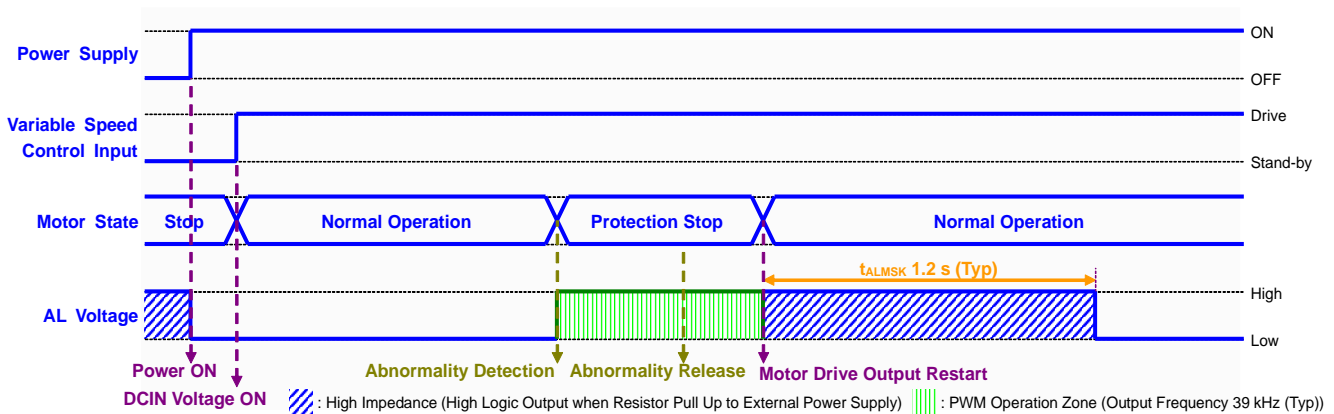 Power Supply
ON
OFF
Variable Speed
Control Input
Drive
Stand-by
Motor State
Stop
Normal Operation
Protection Stop
Normal Operation
tALMSK 1.2 s (Typ)
AL Voltage
High
Low
Power ON
Abnormality Detection
Abnormality Release
Motor Drive Output Restart
DCIN Voltage ON
: High Impedance (High Logic Output when Resistor Pull Up to External Power Supply)
: PWM Operation Zone (Output Frequency 39 kHz (Typ))